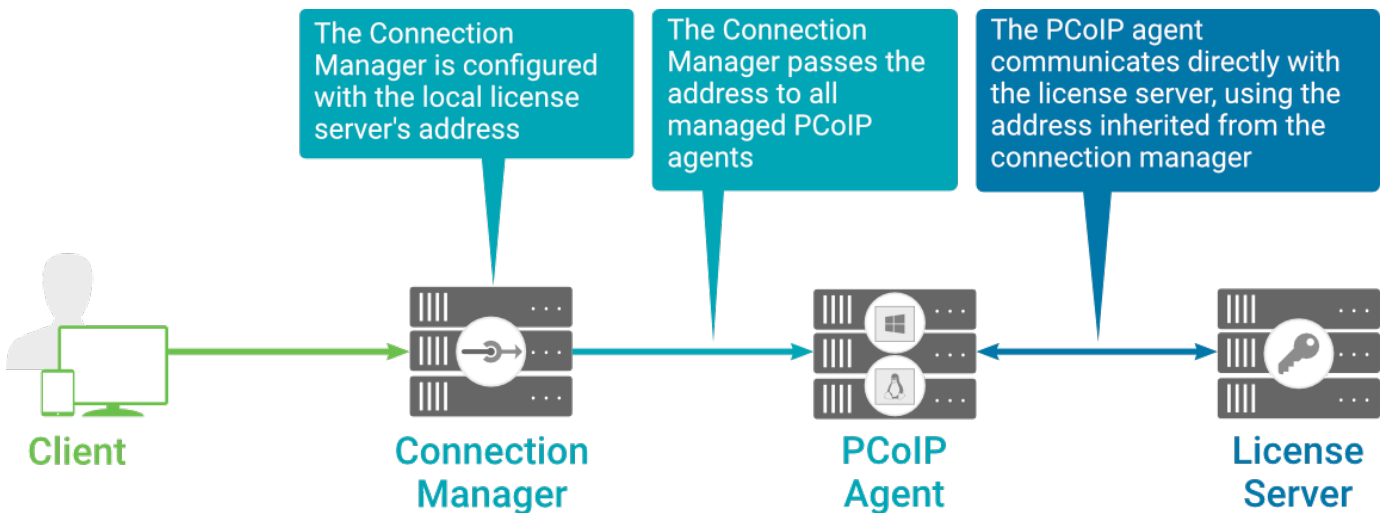 The Connection
Manager is configured
with the local license
server's address
The Connection
Manager passes the
address to all
managed PCoIP
agents
The PCoIP agent
communicates directly with
the license server, using the
address inherited from the
connection manager
Client
Connection
Manager
PCoIP
Agent
License
Server